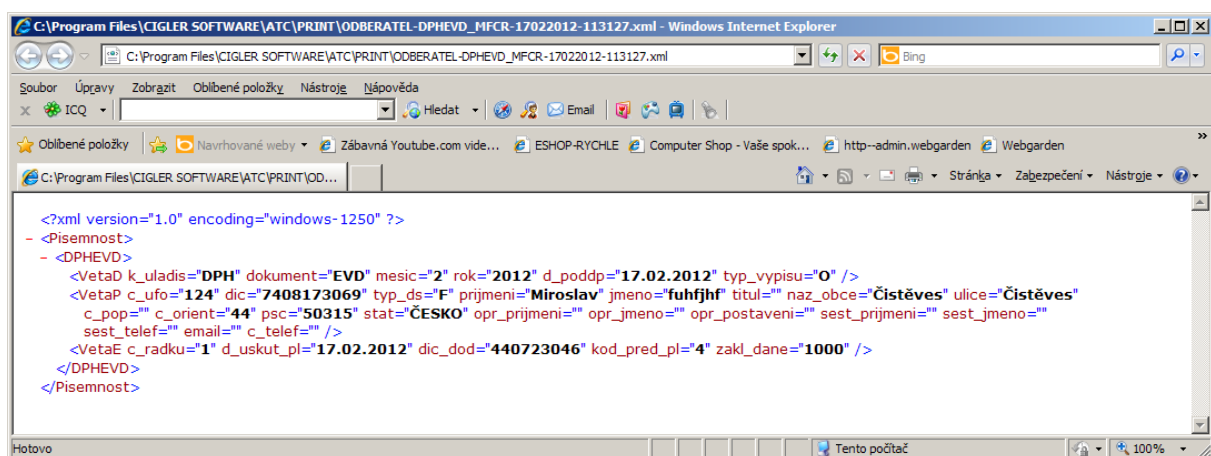 C:\Program Files\CIGLER SOFTWARE\ATC\PRINT\ODBERATEL-DPHEVD_MFCR-17022012-113127.xml - Windows Internet Explorer
C:\Program Files\CIGLER SOFTWARE\ATC\PRINT\ODBERATEL-DPHEVD_MFCR-17022012-113127.xml
Bing
Soubor Úpravy Zobrazit Oblíbené položky Nástroje Nápověda
x ICQ Hledat Email
Oblíbené položky Navrhované weby Zábavná Youtube.com vide... ESHOP-RYCHLE Computer Shop - Vaše spok... http--admin.webgarden Webgarden »
C:\Program Files\CIGLER SOFTWARE\ATC\PRINT\OD... Stránka Zabezpečení Nástroje
<?xml version="1.0" encoding="windows-1250" ?>
- <Pisemnost>
- <DPHEVD>
<VetaD k_uladis="DPH" dokument="EVD" mesic="2" rok="2012" d_poddp="17.02.2012" typ_vypisu="O" />
<VetaP c_ufo="124" dic="7408173069" typ_ds="F" prijmeni="Miroslav" jmeno="fuhfjhf" titul="" naz_obce="Čistěves" ulice="Čistěves"
c_pop="" c_orient="44" psc="50315" stat="ČESKO" opr_prijmeni="" opr_jmeno="" opr_postaveni="" sest_prijmeni="" sest_jmeno=""
sest_telef="" email="" c_telef="" />
<VetaE c_radku="1" d_uskut_pl="17.02.2012" dic_dod="440723046" kod_pred_pl="4" zakl_dane="1000" />
</DPHEVD>
</Pisemnost>
Hotovo Tento počítač 100%